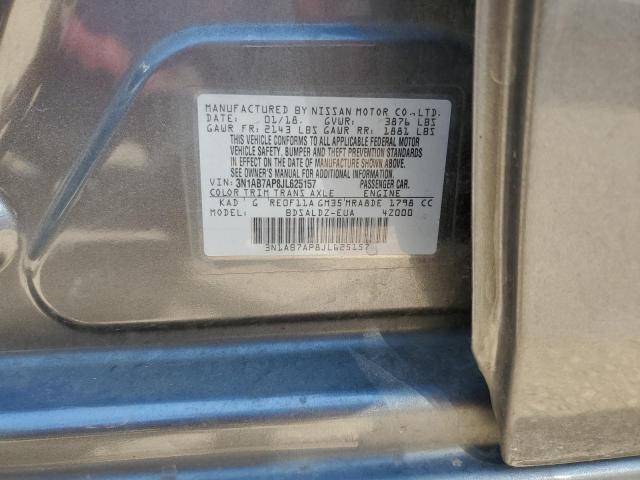 MANUFACTURED BY NISSAN MOTOR CO.,LTD.
DATE: 01/18. GVWR: 3876 LBS
GAWR FR: 2143 LBS GAWR RR: 1881 LBS
THIS VEHICLE CONFORMS TO ALL APPLICABLE FEDERAL MOTOR
VEHICLE SAFETY, BUMPER AND THEFT PREVENTION STANDARDS
IN EFFECT ON THE DATE OF MANUFACTURE SHOWN ABOVE.
SEE OWNER'S MANUAL FOR ADDITIONAL INFORMATION.
VIN: 3N1AB7AP8JL625157 PASSENGER CAR.
COLOR TRIM TRANS AXLE ENGINE
KAD G RE0F11A GM35 MRA8DE 1798 CC
MODEL: BDSALDZ-EUA 4Z000
3N1AB7AP8JL625157